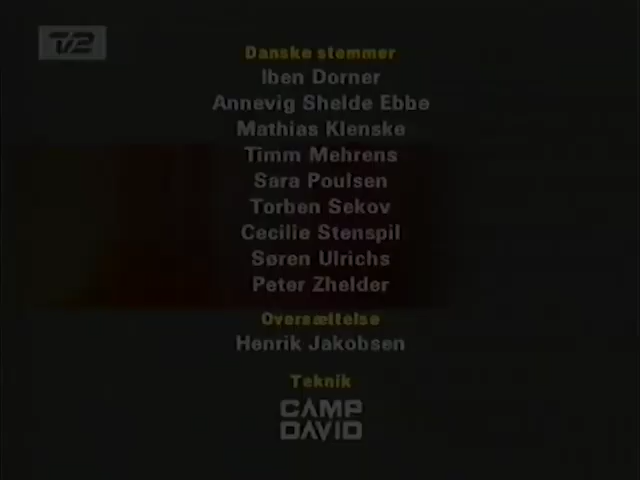 TV2
Danske stemmer
Iben Dorner
Annevig Shelde Ebbe
Mathias Klenske
Timm Mehrens
Sara Poulsen
Torben Sekov
Cecilie Stenspil
Søren Ulrichs
Peter Zhelder
Oversættelse
Henrik Jakobsen
Teknik
CAMP
DAVID